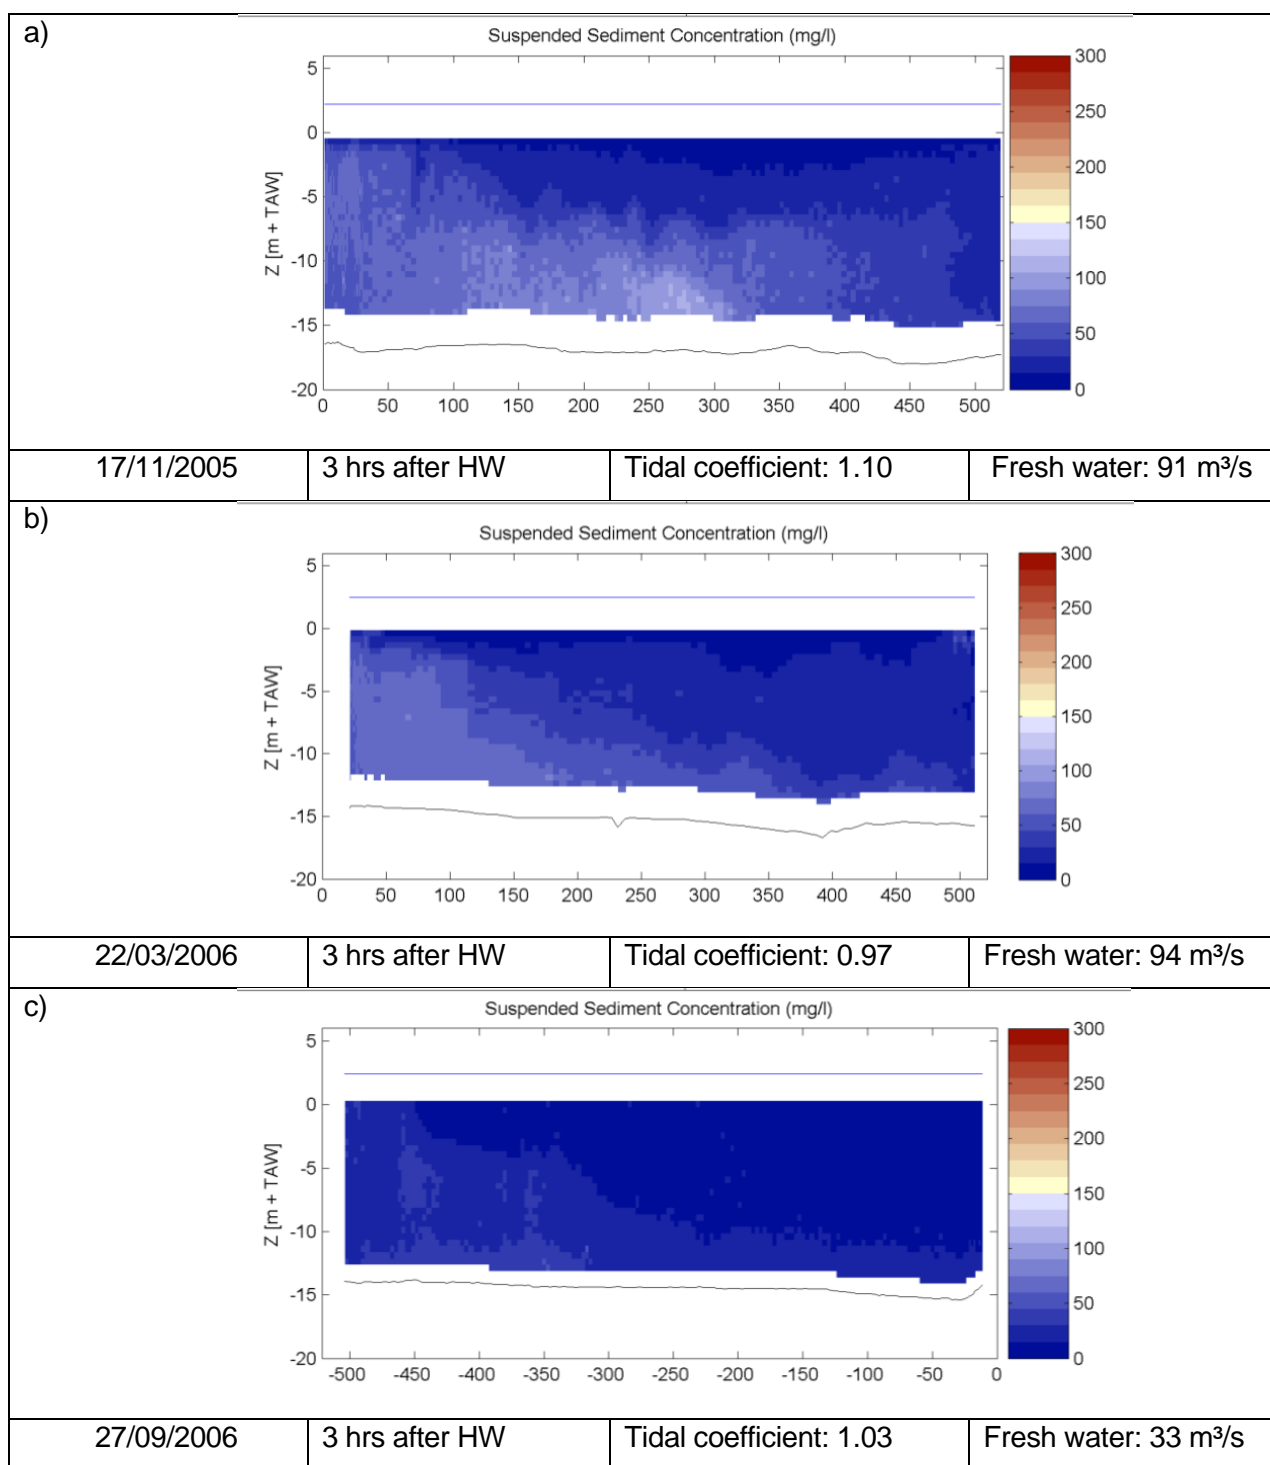 a)
Suspended Sediment Concentration (mg/l)
Z [m + TAW]
5
0
-5
-10
-15
-20
0 50 100 150 200 250 300 350 400 450 500
300
250
200
150
100
50
0
17/11/2005 3 hrs after HW Tidal coefficient: 1.10 Fresh water: 91 m³/s
b)
Suspended Sediment Concentration (mg/l)
Z [m + TAW]
5
0
-5
-10
-15
-20
0 50 100 150 200 250 300 350 400 450 500
300
250
200
150
100
50
0
22/03/2006 3 hrs after HW Tidal coefficient: 0.97 Fresh water: 94 m³/s
c)
Suspended Sediment Concentration (mg/l)
Z [m + TAW]
5
0
-5
-10
-15
-20
-500 -450 -400 -350 -300 -250 -200 -150 -100 -50 0
300
250
200
150
100
50
0
27/09/2006 3 hrs after HW Tidal coefficient: 1.03 Fresh water: 33 m³/s